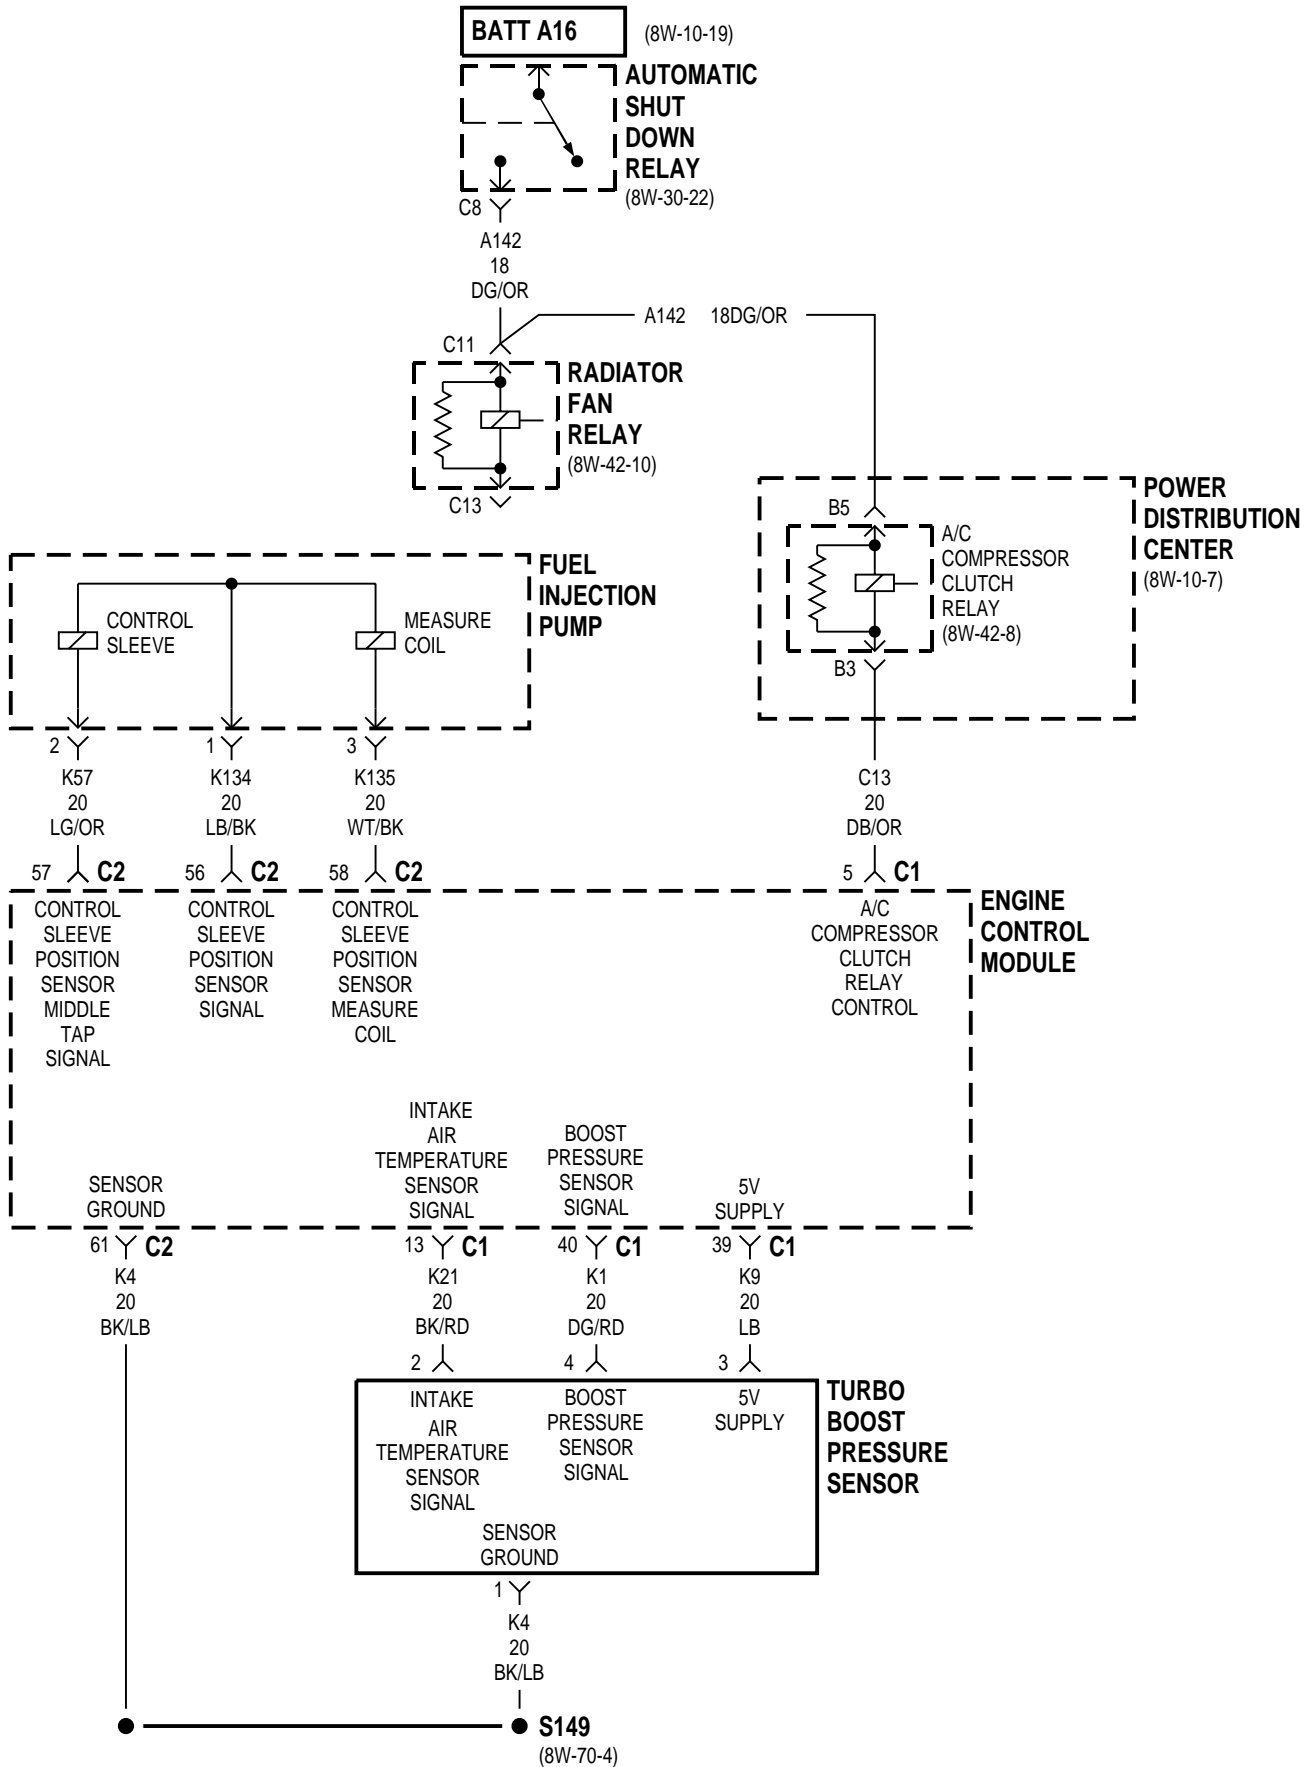 BATT A16
(8W-10-19)
AUTOMATIC
SHUT
DOWN
RELAY
(8W-30-22)
C8
A142
18
DG/OR
A142 18DG/OR
C11
RADIATOR
FAN
RELAY
(8W-42-10)
C13
POWER
DISTRIBUTION
CENTER
(8W-10-7)
B5
A/C
COMPRESSOR
CLUTCH
RELAY
(8W-42-8)
B3
FUEL
INJECTION
PUMP
CONTROL
SLEEVE
MEASURE
COIL
2
K57
20
LG/OR
57
C2
1
K134
20
LB/BK
56
C2
3
K135
20
WT/BK
58
C2
C13
20
DB/OR
5
C1
ENGINE
CONTROL
MODULE
CONTROL
SLEEVE
POSITION
SENSOR
MIDDLE
TAP
SIGNAL
CONTROL
SLEEVE
POSITION
SENSOR
SIGNAL
CONTROL
SLEEVE
POSITION
SENSOR
MEASURE
COIL
A/C
COMPRESSOR
CLUTCH
RELAY
CONTROL
SENSOR
GROUND
INTAKE
AIR
TEMPERATURE
SENSOR
SIGNAL
BOOST
PRESSURE
SENSOR
SIGNAL
5V
SUPPLY
61
C2
K4
20
BK/LB
13
C1
K21
20
BK/RD
2
40
C1
K1
20
DG/RD
4
39
C1
K9
20
LB
3
TURBO
BOOST
PRESSURE
SENSOR
INTAKE
AIR
TEMPERATURE
SENSOR
SIGNAL
BOOST
PRESSURE
SENSOR
SIGNAL
5V
SUPPLY
SENSOR
GROUND
1
K4
20
BK/LB
S149
(8W-70-4)